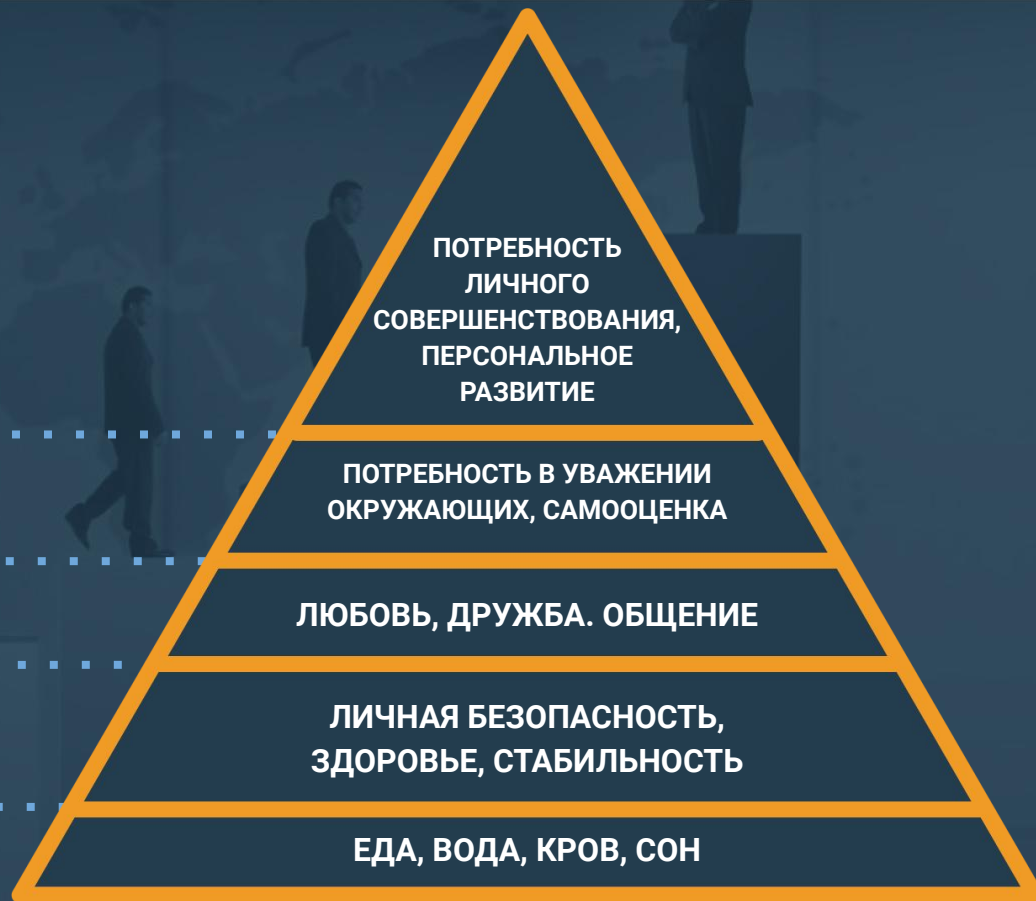 ПОТРЕБНОСТЬ
ЛИЧНОГО
СОВЕРШЕНСТВОВАНИЯ,
ПЕРСОНАЛЬНОЕ
РАЗВИТИЕ
ПОТРЕБНОСТЬ В УВАЖЕНИИ
ОКРУЖАЮЩИХ, САМООЦЕНКА
ЛЮБОВЬ, ДРУЖБА. ОБЩЕНИЕ
ЛИЧНАЯ БЕЗОПАСНОСТЬ,
ЗДОРОВЬЕ, СТАБИЛЬНОСТЬ
ЕДА, ВОДА, КРОВ, СОН